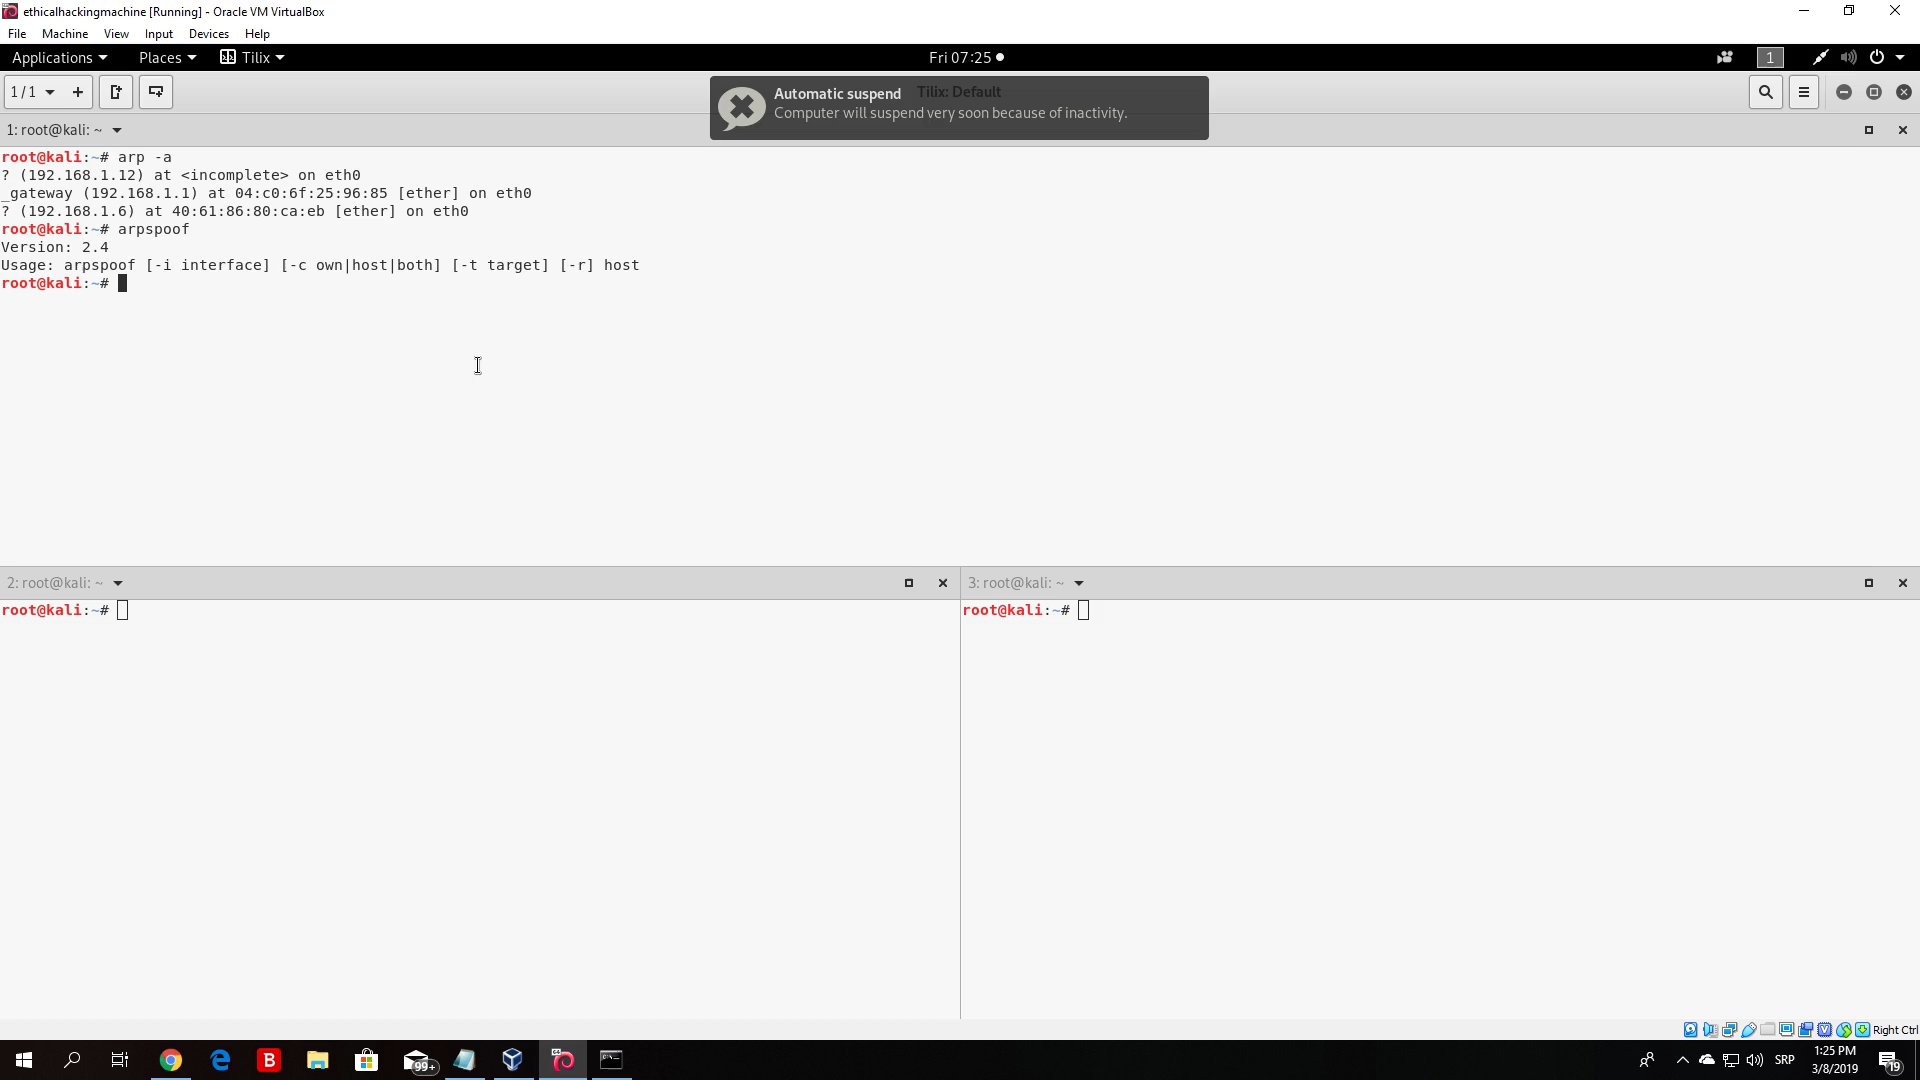 ethicalhackingmachine [Running] - Oracle VM VirtualBox
File Machine View Input Devices Help
Applications Places Tilix Fri 07:25 1
1 / 1 Tilix: Default
Automatic suspend
Computer will suspend very soon because of inactivity.
1: root@kali: ~
root@kali:~# arp -a
? (192.168.1.12) at <incomplete> on eth0
_gateway (192.168.1.1) at 04:c0:6f:25:96:85 [ether] on eth0
? (192.168.1.6) at 40:61:86:80:ca:eb [ether] on eth0
root@kali:~# arpspoof
Version: 2.4
Usage: arpspoof [-i interface] [-c own|host|both] [-t target] [-r] host
root@kali:~#
2: root@kali: ~
root@kali:~#
3: root@kali: ~
root@kali:~#
Right Ctrl
B 99+ SRP 1:25 PM
3/8/2019 19